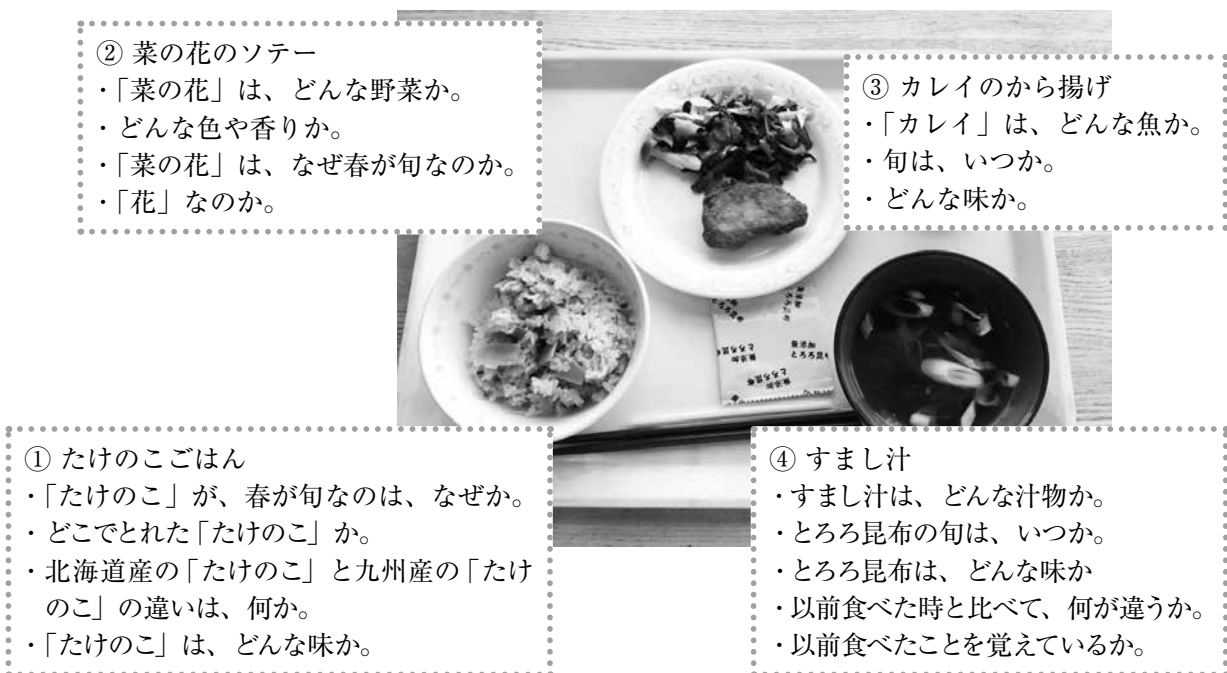 ② 菜の花のソテー
・「菜の花」は、どんな野菜か。
・どんな色や香りか。
・「菜の花」は、なぜ春が旬なのか。
・「花」なのか。
③ カレイのから揚げ
・「カレイ」は、どんな魚か。
・旬は、いつか。
・どんな味か。
① たけのこごはん
・「たけのこ」が、春が旬なのは、なぜか。
・どこでとれた「たけのこ」か。
・北海道産の「たけのこ」と九州産の「たけ
のこ」の違いは、何か。
・「たけのこ」は、どんな味か。
④ すまし汁
・すまし汁は、どんな汁物か。
・とろろ昆布の旬は、いつか。
・とろろ昆布は、どんな味か
・以前食べた時と比べて、何が違うか。
・以前食べたことを覚えているか。
無添加
とろろ昆布